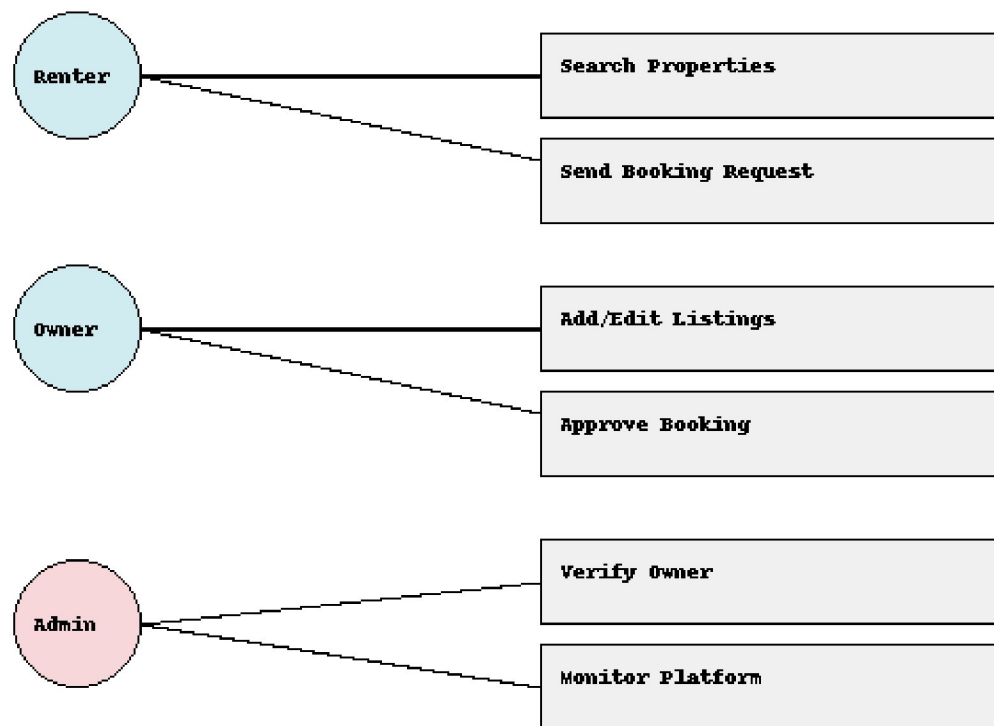 Renter
Search Properties
Send Booking Request
Owner
Add/Edit Listings
Approve Booking
Admin
Verify Owner
Monitor Platform